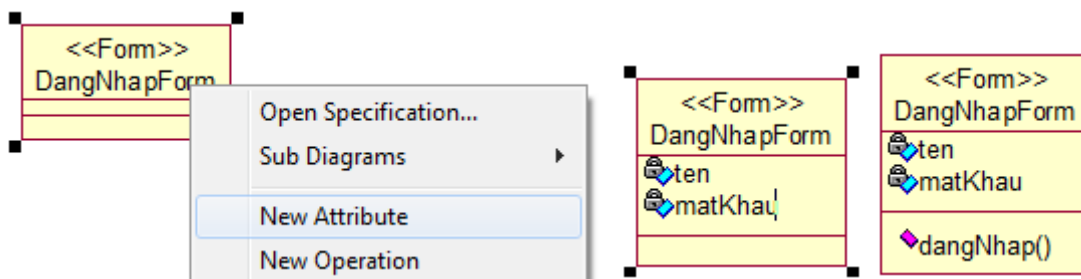 <<Form>>
DangNhapForm
Open Specification...
Sub Diagrams
New Attribute
New Operation
<<Form>>
DangNhapForm
ten
matKhau
<<Form>>
DangNhapForm
ten
matKhau
dangNhap()